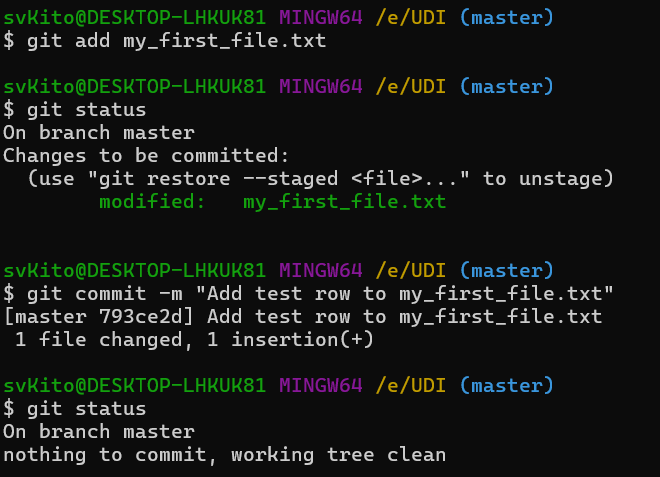 svKito@DESKTOP-LHKUK81 MINGW64 /e/UDI (master)
$ git add my_first_file.txt
svKito@DESKTOP-LHKUK81 MINGW64 /e/UDI (master)
$ git status
On branch master
Changes to be committed:
  (use "git restore --staged <file>..." to unstage)
        modified:   my_first_file.txt
svKito@DESKTOP-LHKUK81 MINGW64 /e/UDI (master)
$ git commit -m "Add test row to my_first_file.txt"
[master 793ce2d] Add test row to my_first_file.txt
 1 file changed, 1 insertion(+)
svKito@DESKTOP-LHKUK81 MINGW64 /e/UDI (master)
$ git status
On branch master
nothing to commit, working tree clean